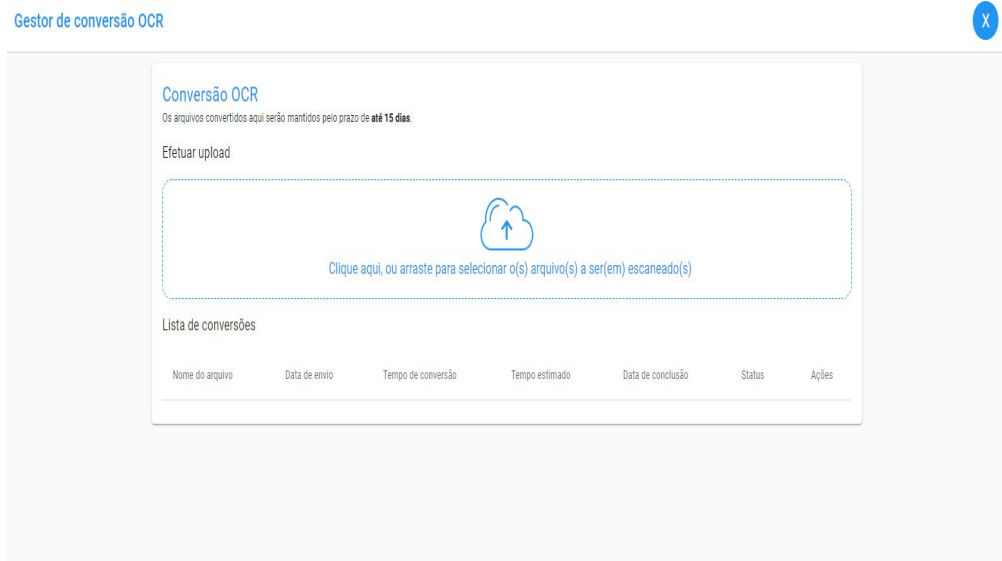 Gestor de conversão OCR
X
Conversão OCR
Os arquivos convertidos aqui serão mantidos pelo prazo de até 15 dias.
Efetuar upload
Clique aqui, ou arraste para selecionar o(s) arquivo(s) a ser(em) escaneado(s)
Lista de conversões
Nome do arquivo Data de envio Tempo de conversão Tempo estimado Data de conclusão Status Ações